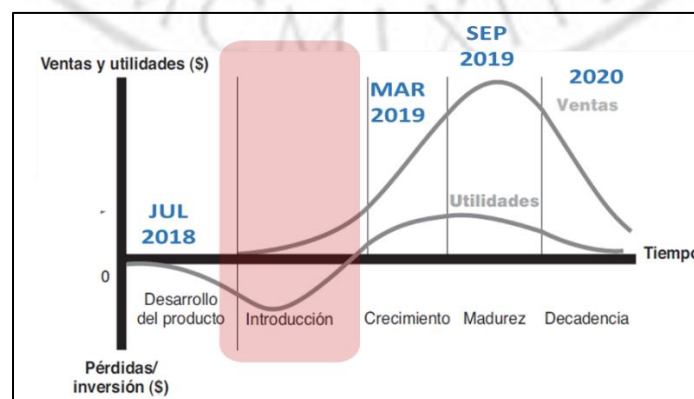 Ventas y utilidades ($)
SEP
2019
MAR
2019
2020
Ventas
JUL
2018
Utilidades
0
Tiempo
Desarrollo
del producto
Introducción
Crecimiento
Madurez
Decadencia
Pérdidas/
inversión ($)